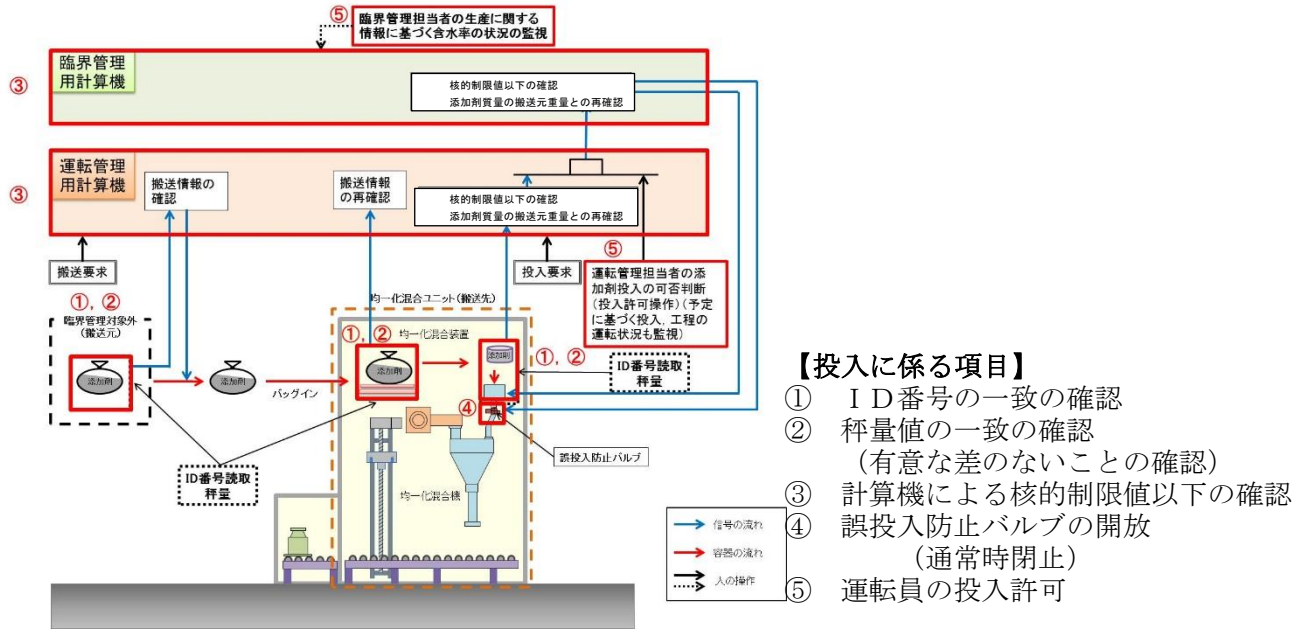 ⑤
臨界管理担当者の生産に関する
情報に基づく含水率の状況の監視
臨界管理
用計算機
③
核的制限値以下の確認
添加剤質量の搬送元重量との再確認
運転管理
用計算機
③
搬送情報の
確認
搬送情報
の再確認
核的制限値以下の確認
添加剤質量の搬送元重量との再確認
搬送要求
投入要求
⑤
運転管理担当者の添
加剤投入の可否判断
(投入許可操作)(予定
に基づく投入、工程の
運転状況も監視)
①, ②
臨界管理対象外
(搬送元)
添加剤
添加剤
バッグイン
均一化混合ユニット(搬送先)
均一化混合装置
①, ②
添加剤
添加剤
①, ②
ID番号読取
秤量
④
誤投入防止バルブ
ID番号読取
秤量
均一化混合機
信号の流れ
容器の流れ
人の操作
【投入に係る項目】
① ＩＤ番号の一致の確認
② 秤量値の一致の確認
（有意な差のないことの確認）
③ 計算機による核的制限値以下の確認
④ 誤投入防止バルブの開放
（通常時閉止）
⑤ 運転員の投入許可